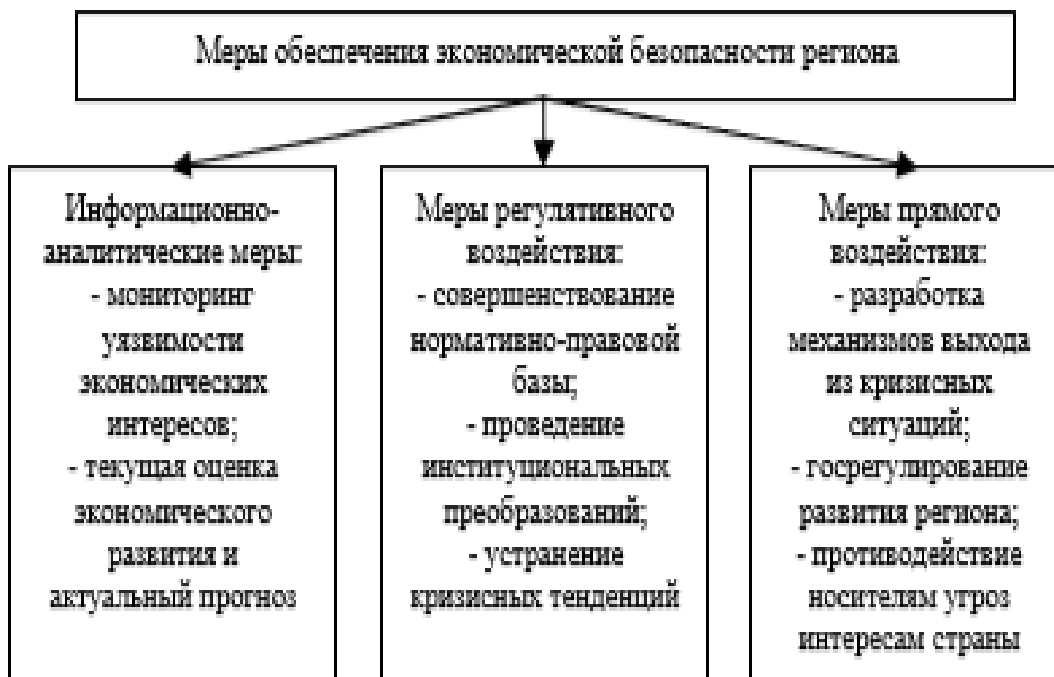 Меры обеспечения экономической безопасности региона
Информационно-
аналитические меры:
- мониторинг
уязвимости
экономических
интересов;
- текущая оценка
экономического
развития и
актуальный прогноз
Меры регулятивного
воздействия:
- совершенствование
нормативно-правовой
базы;
- проведение
институциональных
преобразований;
- устранение
кризисных тенденций
Меры прямого
воздействия:
- разработка
механизмов выхода
из кризисных
ситуаций;
- госрегулирование
развития региона;
- противодействие
носителям угроз
интересам страны